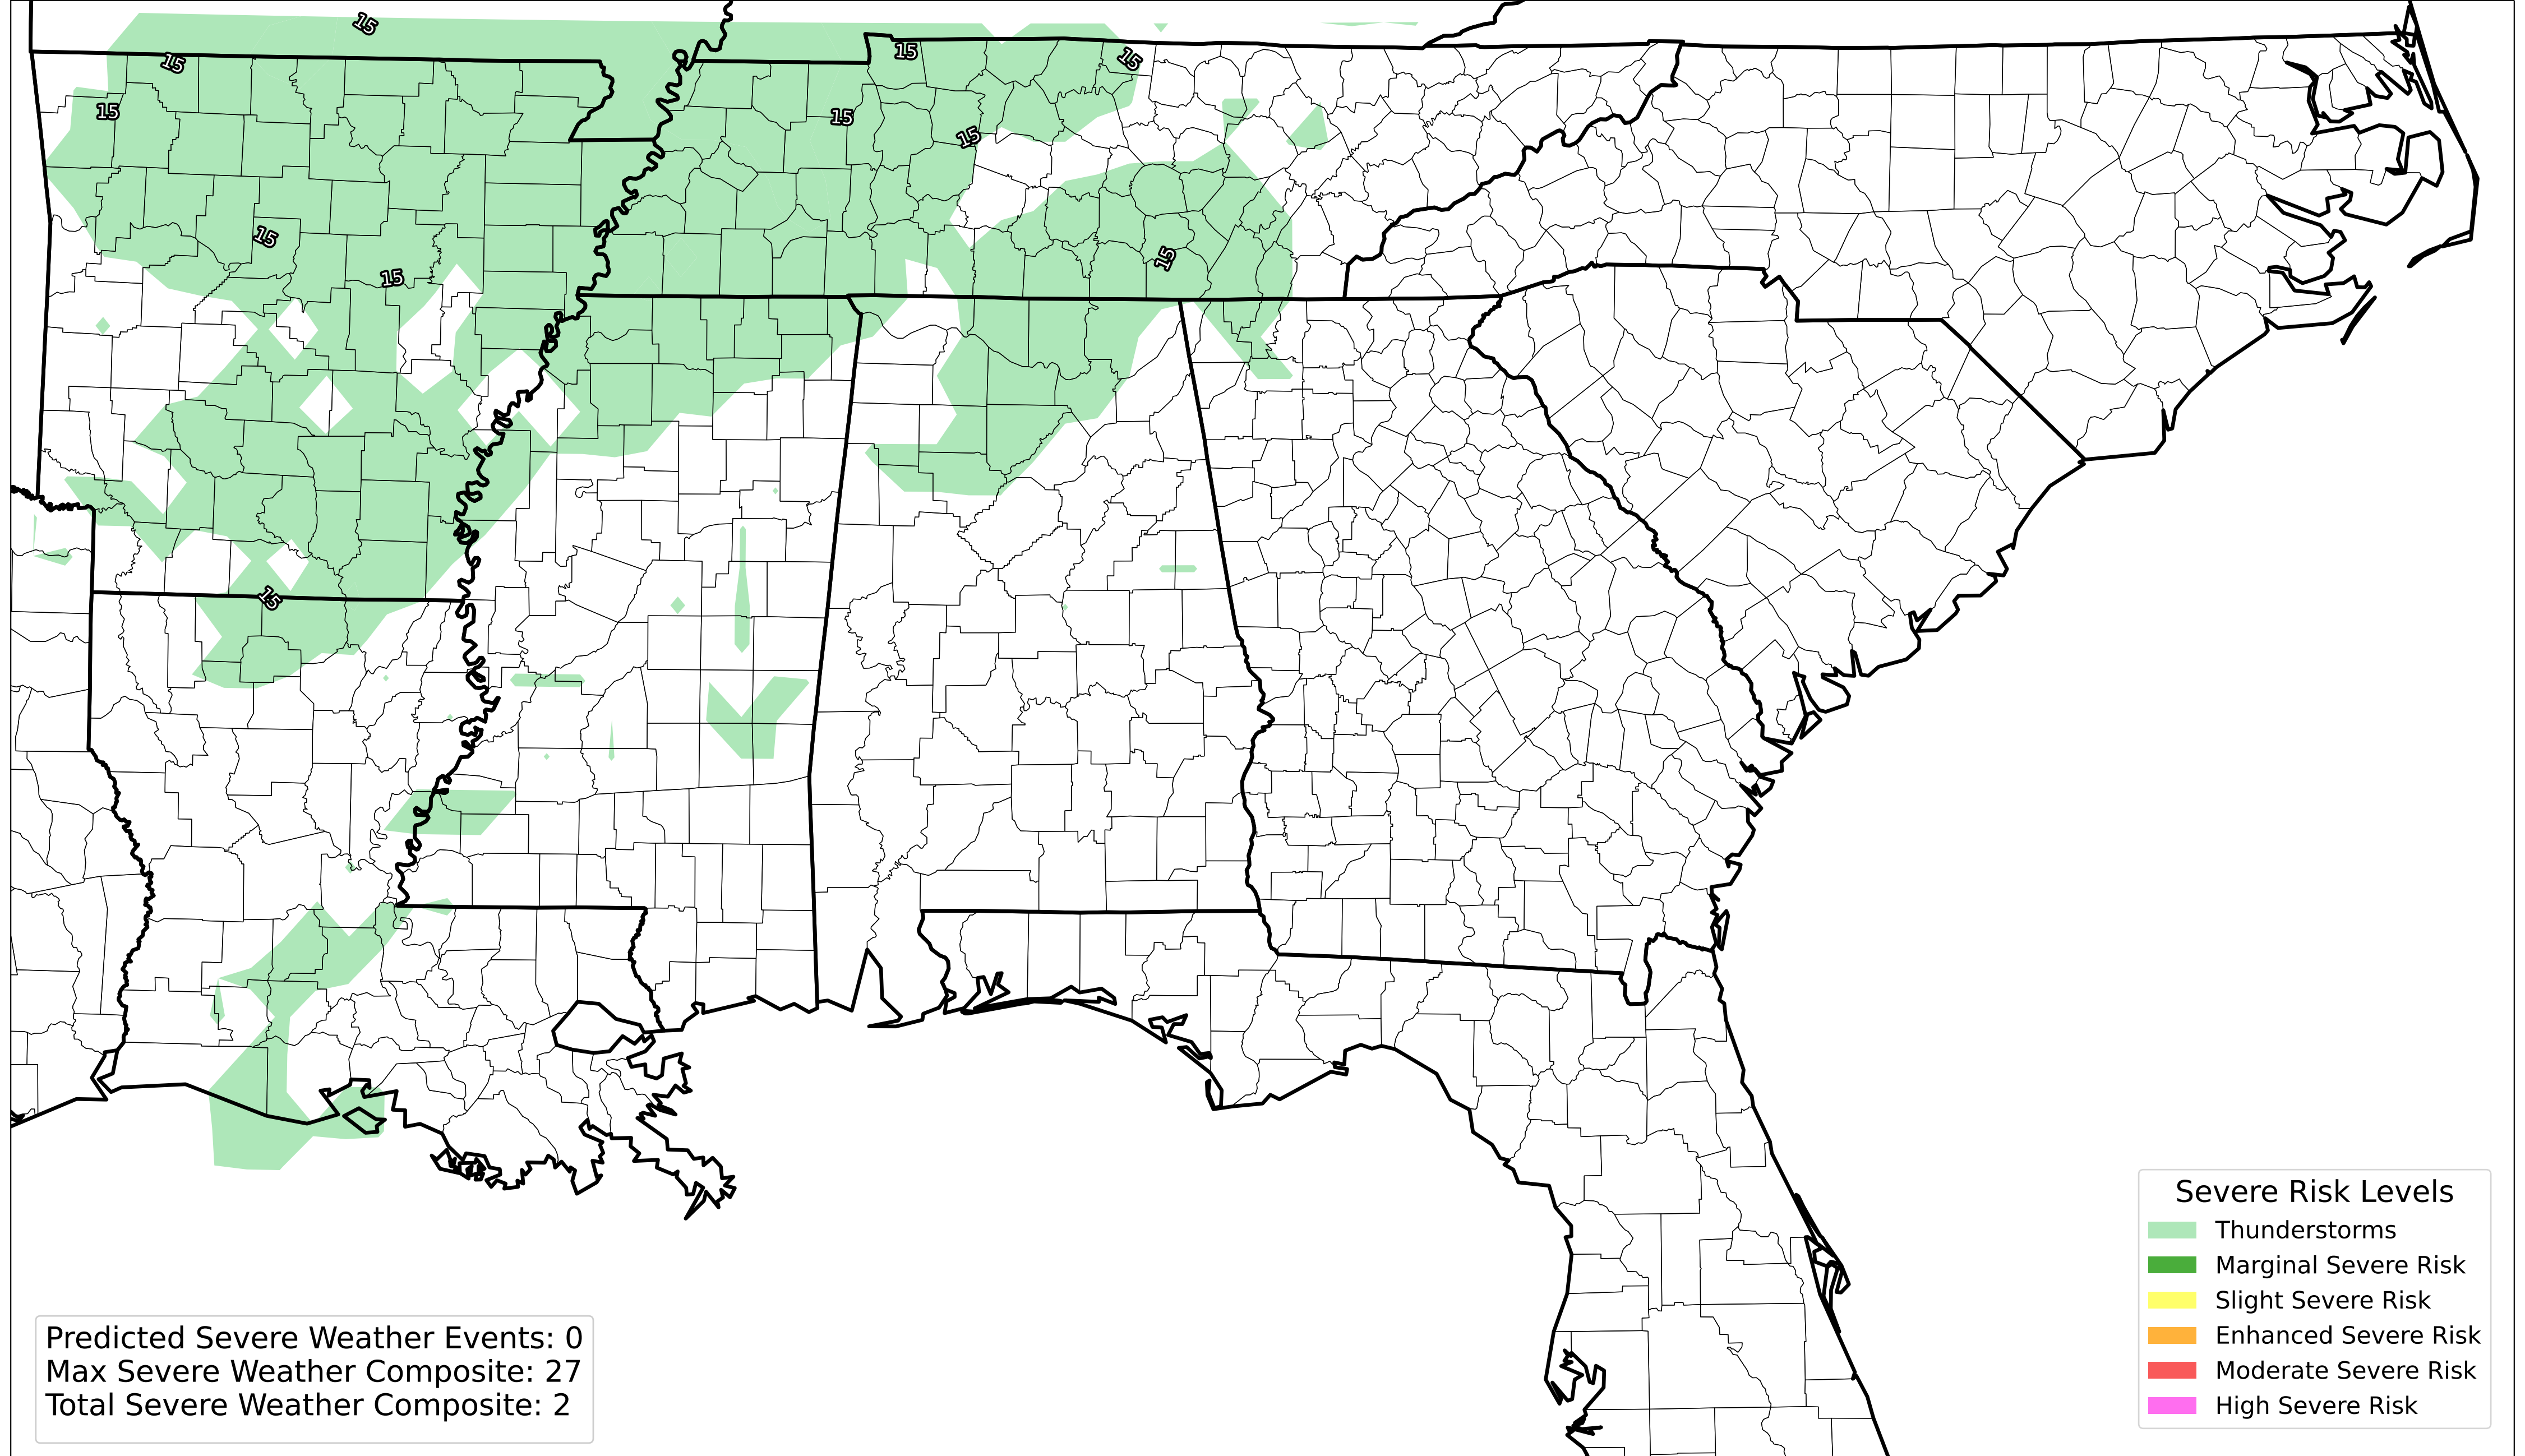 15
15
15
15
15
15
15
15
15
15
15
Severe Risk Levels
Thunderstorms
Marginal Severe Risk
Slight Severe Risk
Enhanced Severe Risk
Moderate Severe Risk
High Severe Risk
Predicted Severe Weather Events: 0
Max Severe Weather Composite: 27
Total Severe Weather Composite: 2